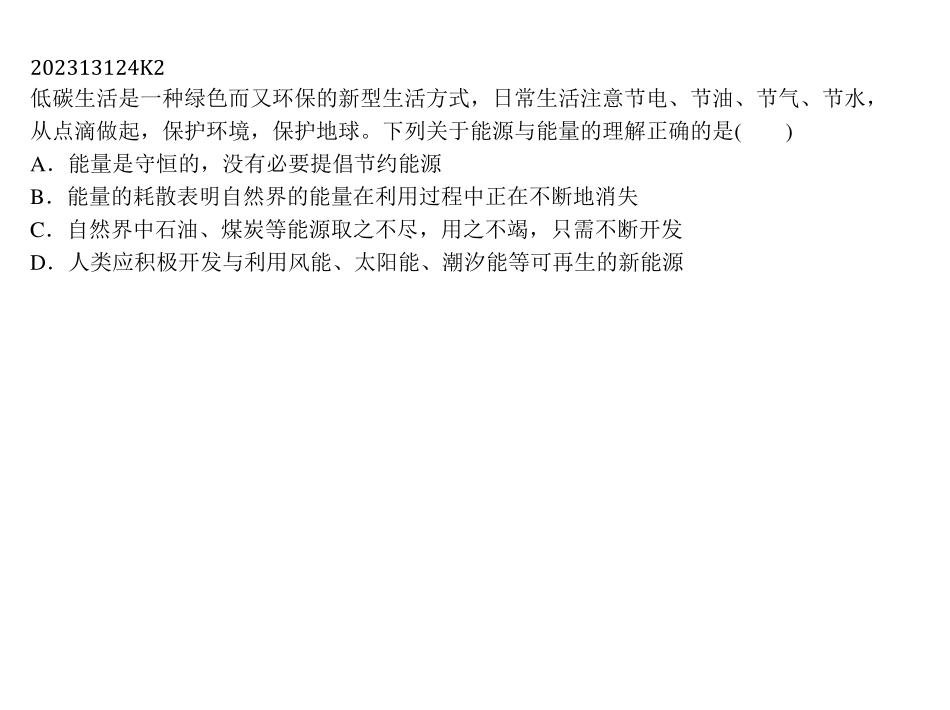 202313124K2
低碳生活是一种绿色而又环保的新型生活方式，日常生活注意节电、节油、节气、节水，
从点滴做起，保护环境，保护地球。下列关于能源与能量的理解正确的是(　　)
A．能量是守恒的，没有必要提倡节约能源
B．能量的耗散表明自然界的能量在利用过程中正在不断地消失
C．自然界中石油、煤炭等能源取之不尽，用之不竭，只需不断开发
D．人类应积极开发与利用风能、太阳能、潮汐能等可再生的新能源